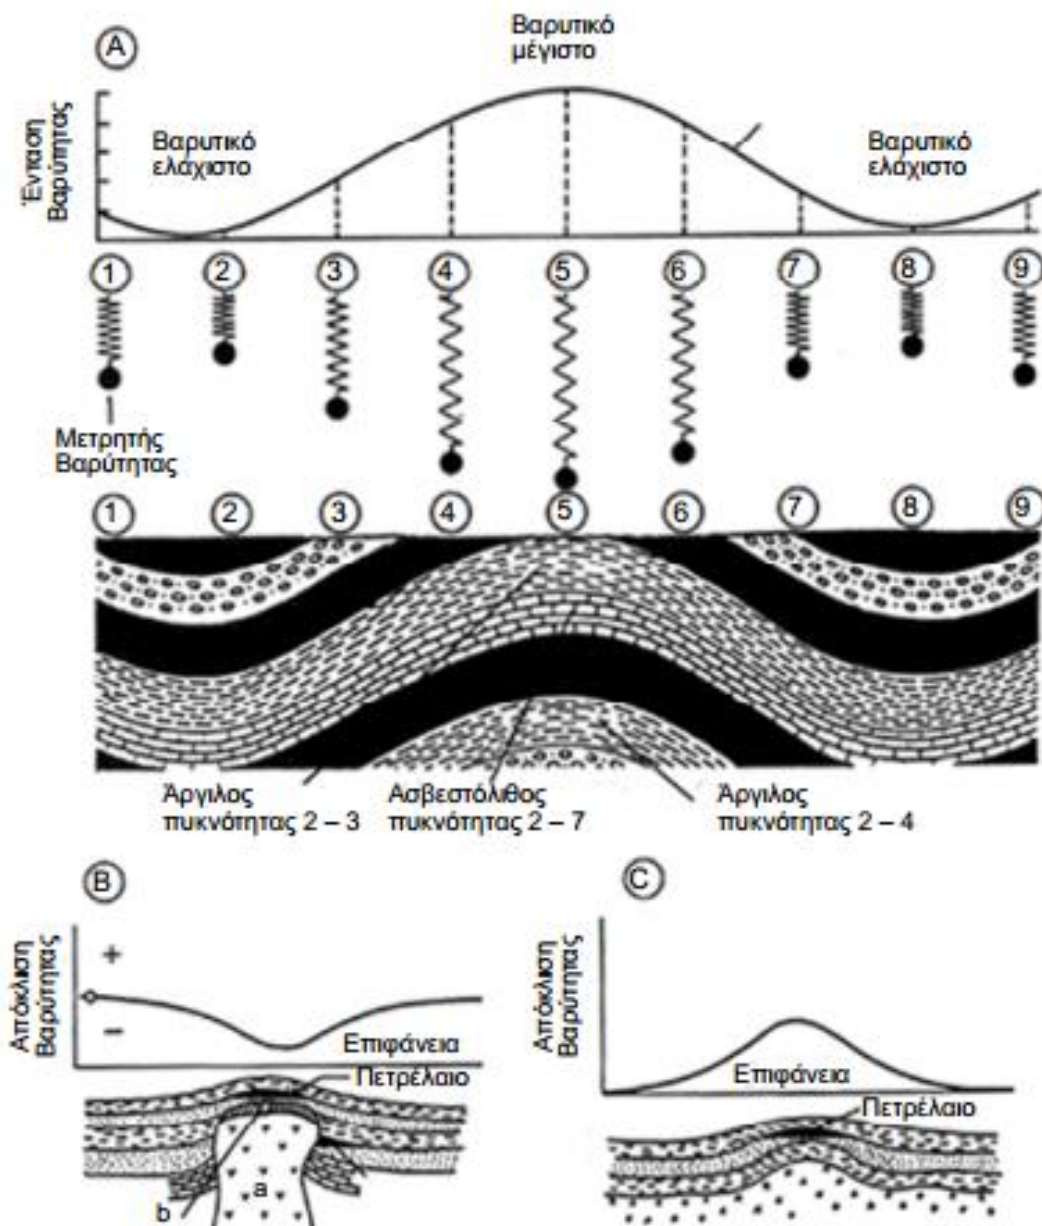 A
Βαρυτικό
μέγιστο
Ένταση
Βαρύτητας
Βαρυτικό
ελάχιστο
Βαρυτικό
ελάχιστο
1 2 3 4 5 6 7 8 9
Μετρητής
Βαρύτητας
1 2 3 4 5 6 7 8 9
Άργιλος
πυκνότητας 2 – 3
Ασβεστόλιθος
πυκνότητας 2 – 7
Άργιλος
πυκνότητας 2 – 4
B
Απόκλιση
Βαρύτητας
+
–
Επιφάνεια
Πετρέλαιο
a
b
C
Απόκλιση
Βαρύτητας
Επιφάνεια
Πετρέλαιο